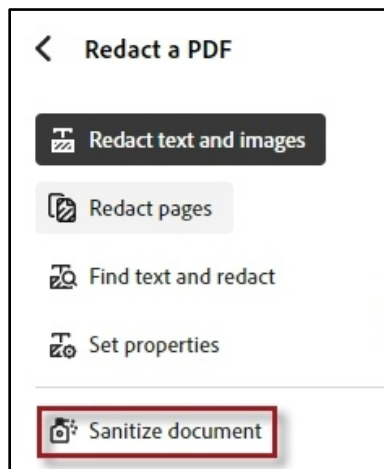 Redact a PDF
Redact text and images
Redact pages
Find text and redact
Set properties
Sanitize document